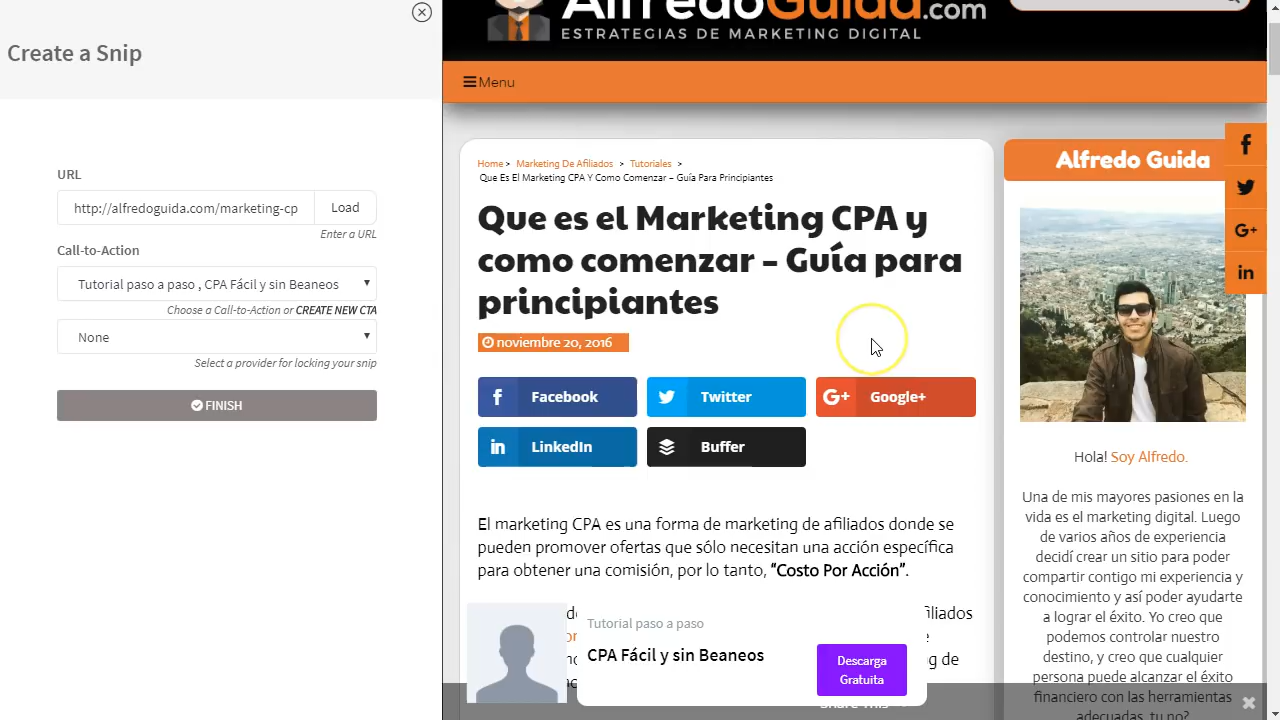 Create a Snip
URL
http://alfredoguida.com/marketing-cp
Load
Enter a URL
Call-to-Action
Tutorial paso a paso , CPA Fácil y sin Beaneos
Choose a Call-to-Action or CREATE NEW CTA
None
Select a provider for locking your snip
FINISH
AlfredoGuida.com
ESTRATEGIAS DE MARKETING DIGITAL
Menu
Home > Marketing De Afiliados > Tutoriales >
Que Es El Marketing CPA Y Como Comenzar – Guía Para Principiantes
Que es el Marketing CPA y
como comenzar – Guía para
principiantes
noviembre 20, 2016
Facebook
Twitter
Google+
LinkedIn
Buffer
El marketing CPA es una forma de marketing de afiliados donde se
pueden promover ofertas que sólo necesitan una acción específica
para obtener una comisión, por lo tanto, “Costo Por Acción”.
Tutorial paso a paso
CPA Fácil y sin Beaneos
Descarga
Gratuita
Share This
Alfredo Guida
Hola! Soy Alfredo.
Una de mis mayores pasiones en la
vida es el marketing digital. Luego
de varios años de experiencia
decidí crear un sitio para poder
compartir contigo mi experiencia y
conocimiento y así poder ayudarte
a lograr el éxito. Yo creo que
podemos controlar nuestro
destino, y creo que cualquier
persona puede alcanzar el éxito
financiero con las herramientas
adecuadas, tu no?